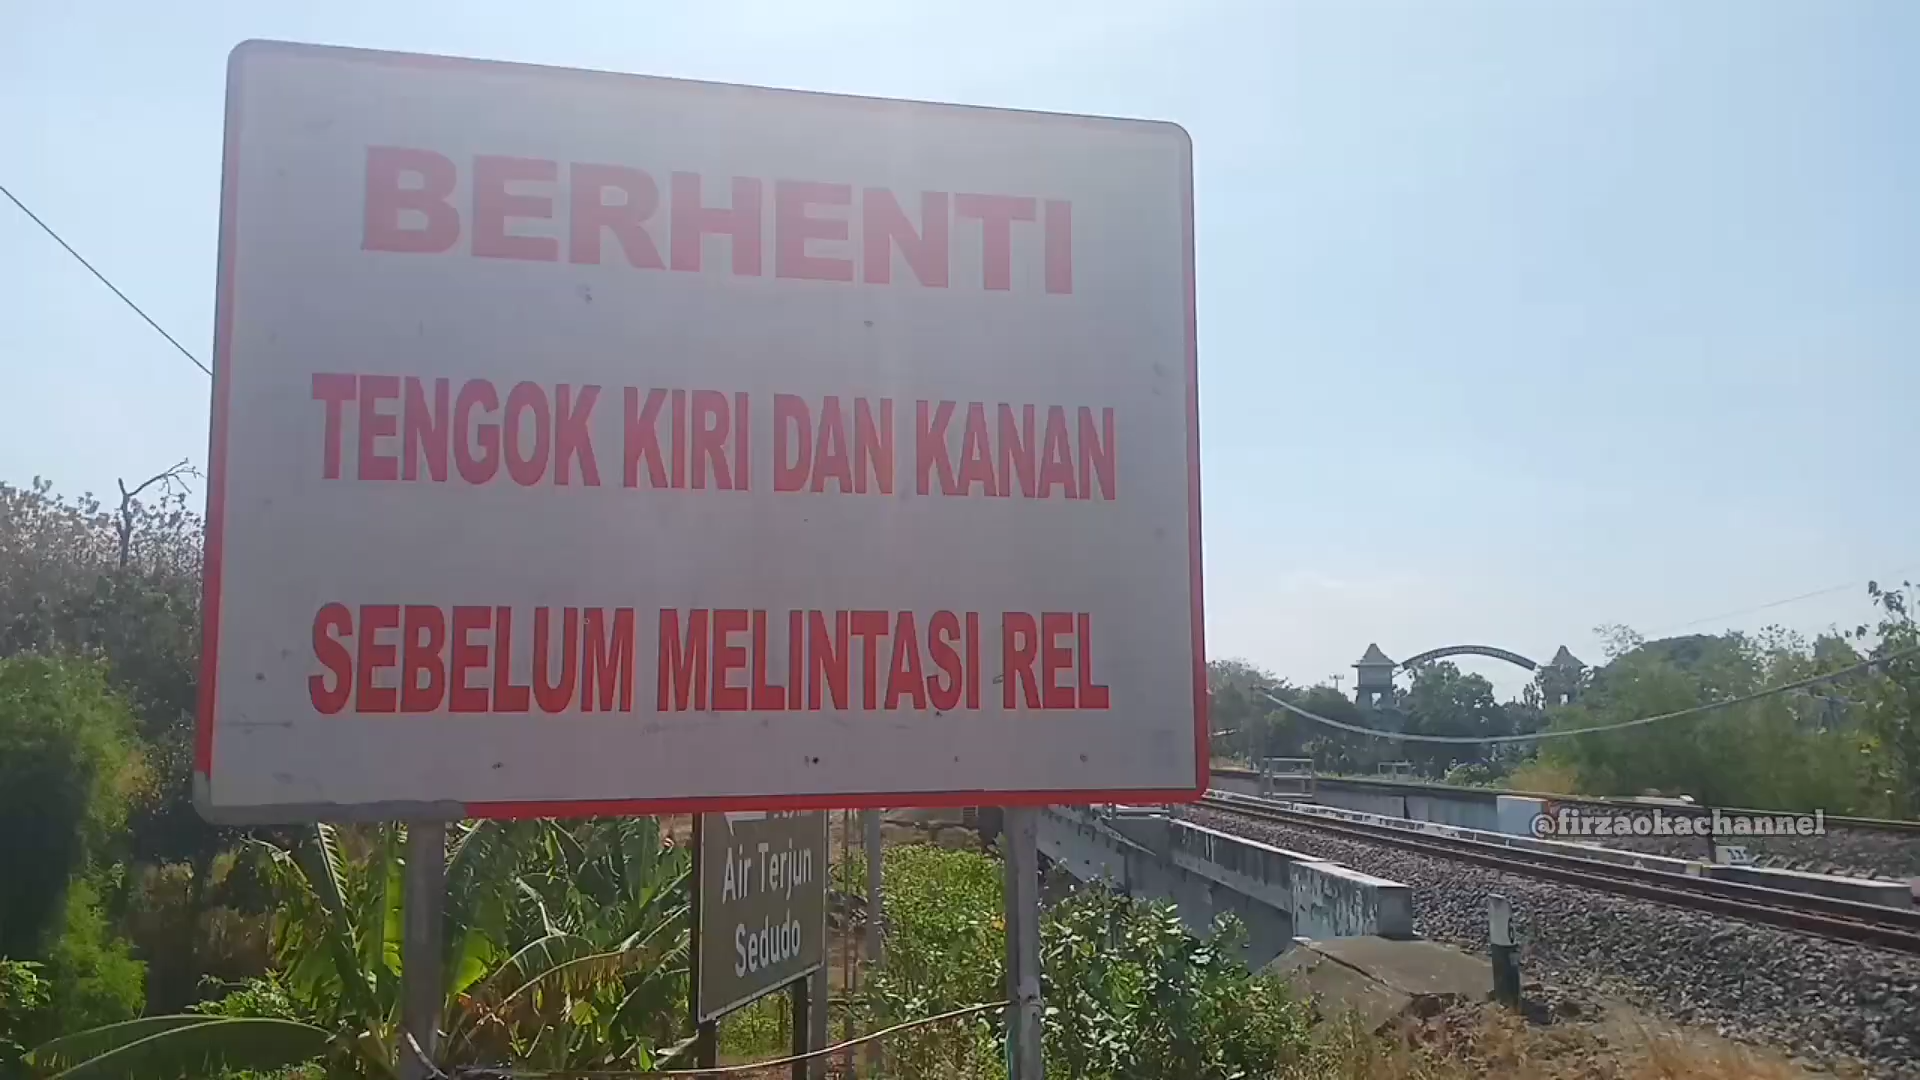 BERHENTI
TENGOK KIRI DAN KANAN
SEBELUM MELINTASI REL
Air Terjun
Sedudo
@firzaokachannel